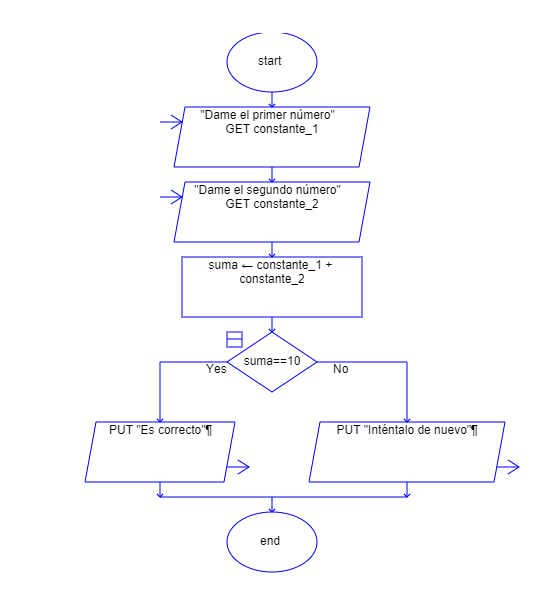 start
"Dame el primer número"
GET constante_1
"Dame el segundo número"
GET constante_2
suma ← constante_1 +
constante_2
suma==10
Yes
No
PUT "Es correcto"¶
PUT "Inténtalo de nuevo"¶
end